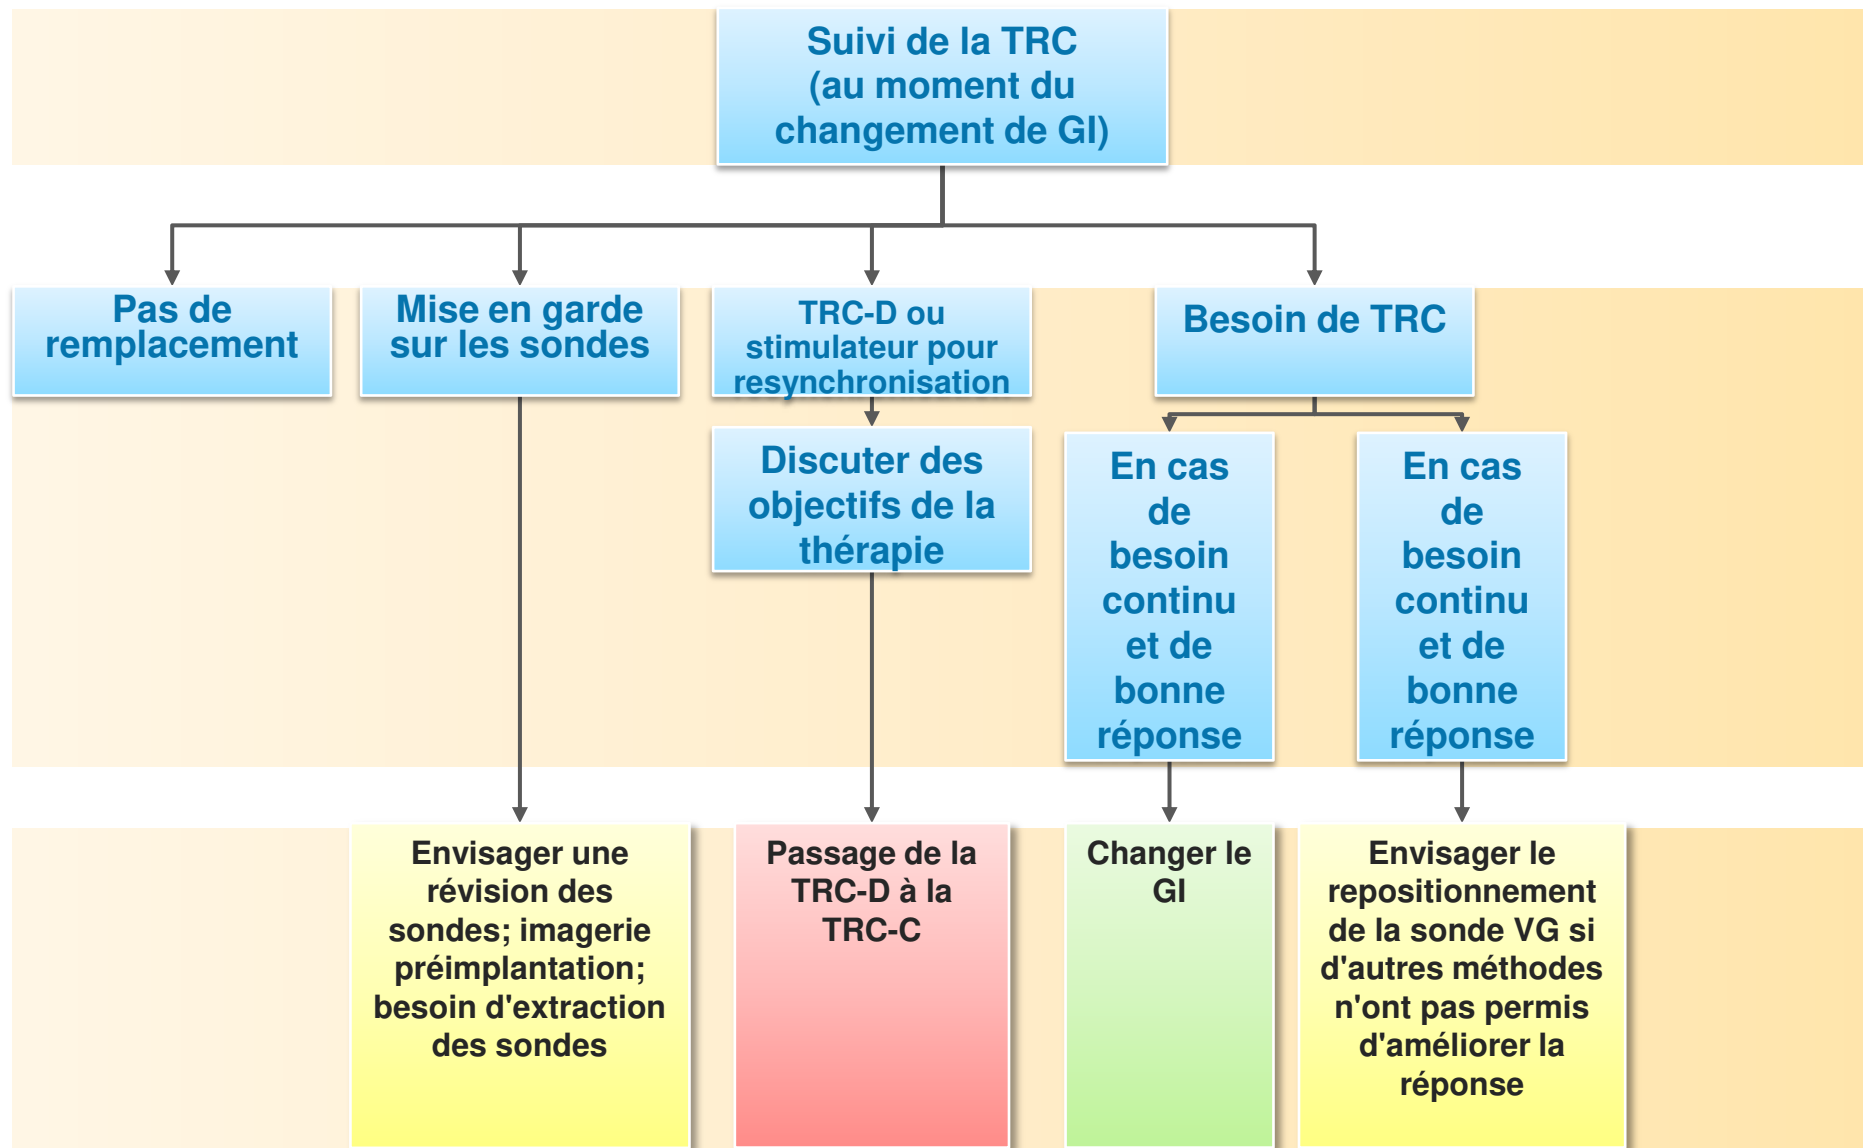 Suivi de la TRC
(au moment du
changement de GI)
Pas de
remplacement
Mise en garde
sur les sondes
TRC-D ou
stimulateur pour
resynchronisation
Besoin de TRC
Discuter des
objectifs de la
thérapie
En cas
de
besoin
continu
et de
bonne
réponse
En cas
de
besoin
continu
et de
bonne
réponse
Envisager une
révision des
sondes; imagerie
préimplantation;
besoin d'extraction
des sondes
Passage de la
TRC-D à la
TRC-C
Changer le
GI
Envisager le
repositionnement
de la sonde VG si
d'autres méthodes
n'ont pas permis
d'améliorer la
réponse